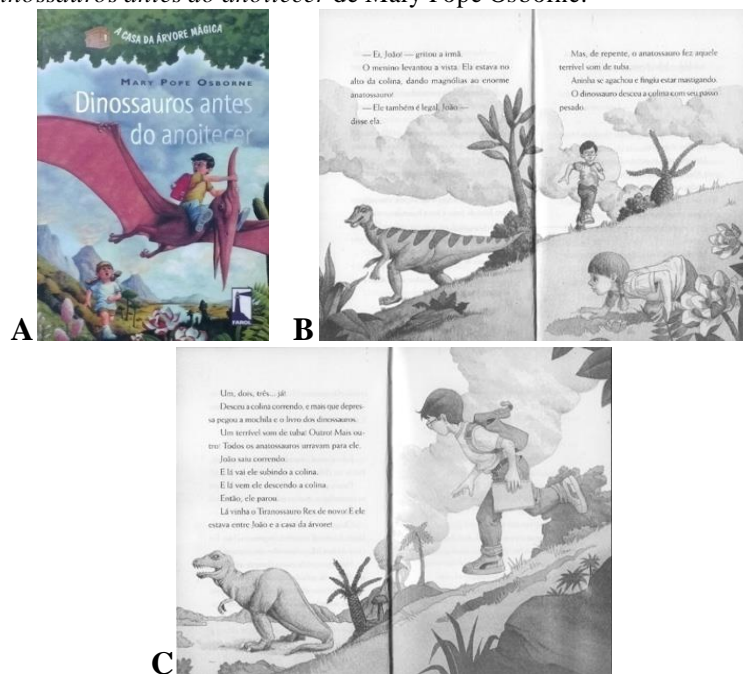 Dinossauros antes do anoitecer de Mary Pope Osborne.
A CASA DA ÁRVORE MÁGICA
1
MARY POPE OSBORNE
Dinossauros antes
do anoitecer
FAROL
A
— Ei, João! — gritou a irmã.
O menino levantou a vista. Ela estava no
alto da colina, dando magnólias ao enorme
anatossauro!
— Ele também é legal, João —
disse ela.
Mas, de repente, o anatossauro fez aquele
terrível som de tuba.
Aninha se agachou e fingiu estar mastigando.
O dinossauro desceu a colina com seu passo
pesado.
B
Um, dois, três... já!
Desceu a colina correndo, e mais que depres-
sa pegou a mochila e o livro dos dinossauros.
Um terrível som de tuba! Outro! Mais ou-
tro! Todos os anatossauros urravam para ele.
João saiu correndo.
E lá vai ele subindo a colina.
E lá vem ele descendo a colina.
Então, ele parou.
Lá vinha o Tiranossauro Rex de novo! E ele
estava entre João e a casa da árvore!
C